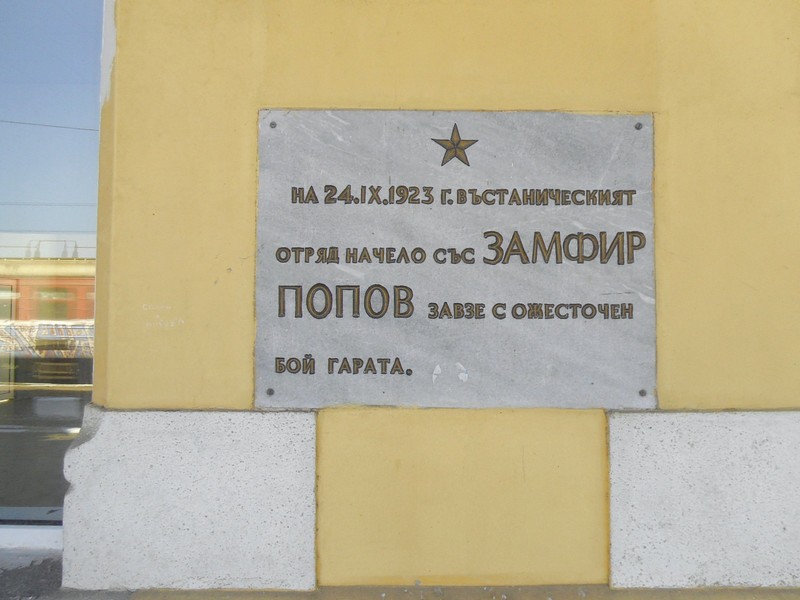 НА 24.IX.1923 Г. ВЪСТАНИЧЕСКИЯТ
ОТРЯД НАЧЕЛО СЪС ЗАМФИР
ПОПОВ ЗАВЗЕ С ОЖЕСТОЧЕН
БОЙ ГАРАТА.